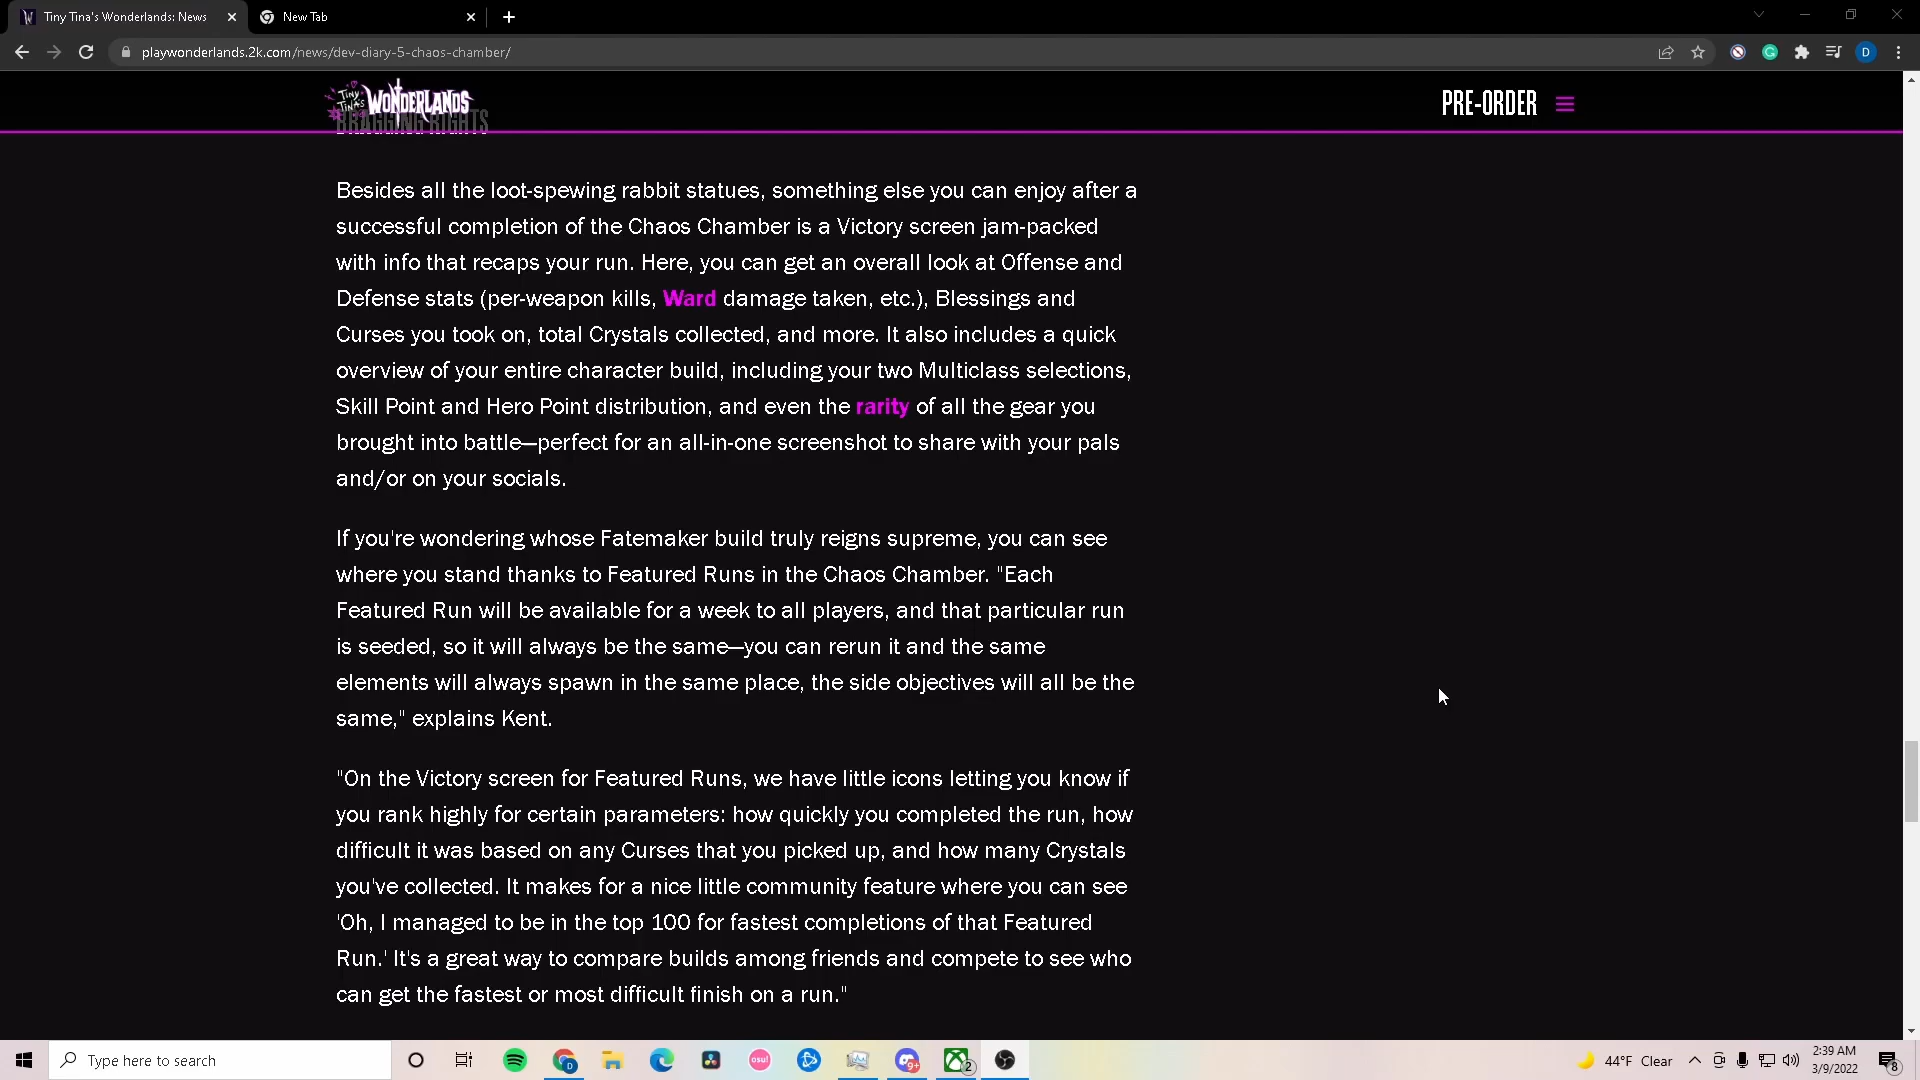 Tiny Tina's Wonderlands: News
New Tab
playwonderlands.2k.com/news/dev-diary-5-chaos-chamber/
D
TINY TINA'S WONDERLANDS
BRAGGING RIGHTS
PRE-ORDER
Besides all the loot-spewing rabbit statues, something else you can enjoy after a
successful completion of the Chaos Chamber is a Victory screen jam-packed
with info that recaps your run. Here, you can get an overall look at Offense and
Defense stats (per-weapon kills, Ward damage taken, etc.), Blessings and
Curses you took on, total Crystals collected, and more. It also includes a quick
overview of your entire character build, including your two Multiclass selections,
Skill Point and Hero Point distribution, and even the rarity of all the gear you
brought into battle—perfect for an all-in-one screenshot to share with your pals
and/or on your socials.
If you're wondering whose Fatemaker build truly reigns supreme, you can see
where you stand thanks to Featured Runs in the Chaos Chamber. "Each
Featured Run will be available for a week to all players, and that particular run
is seeded, so it will always be the same—you can rerun it and the same
elements will always spawn in the same place, the side objectives will all be the
same," explains Kent.
"On the Victory screen for Featured Runs, we have little icons letting you know if
you rank highly for certain parameters: how quickly you completed the run, how
difficult it was based on any Curses that you picked up, and how many Crystals
you've collected. It makes for a nice little community feature where you can see
'Oh, I managed to be in the top 100 for fastest completions of that Featured
Run.' It's a great way to compare builds among friends and compete to see who
can get the fastest or most difficult finish on a run."
Type here to search
D
osu!
9+
2
44°F Clear
2:39 AM
3/9/2022
8